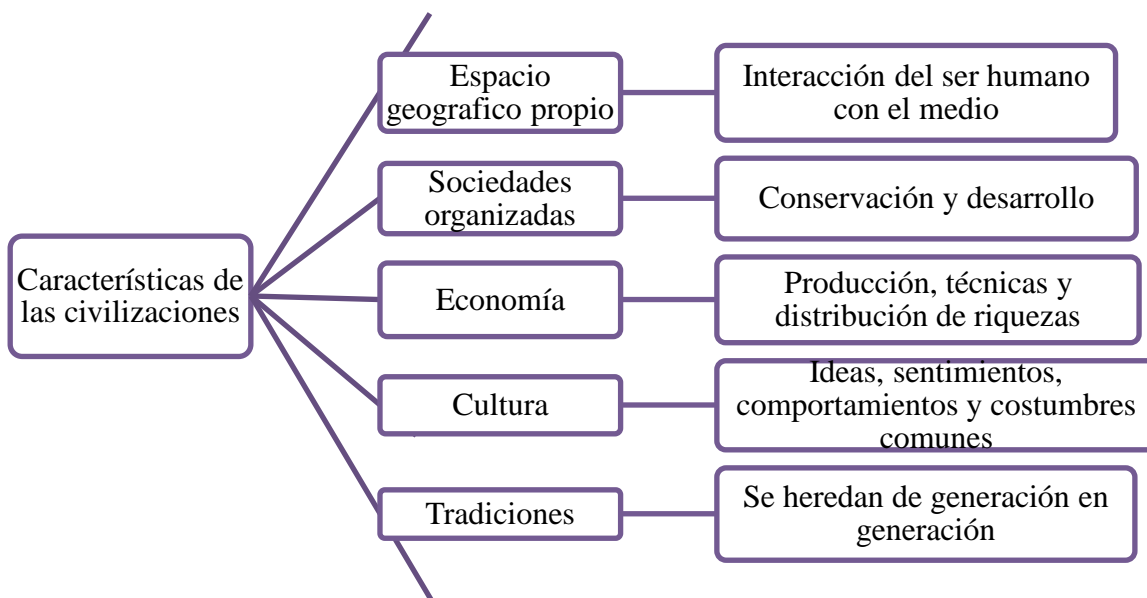 Espacio
geografico propio
Interacción del ser humano
con el medio
Sociedades
organizadas
Conservación y desarrollo
Característícas de
las civilizaciones
Economía
Producción, técnicas y
distribución de riquezas
Cultura
Ideas, sentimientos,
comportamientos y costumbres
comunes
Tradiciones
Se heredan de generación en
generación